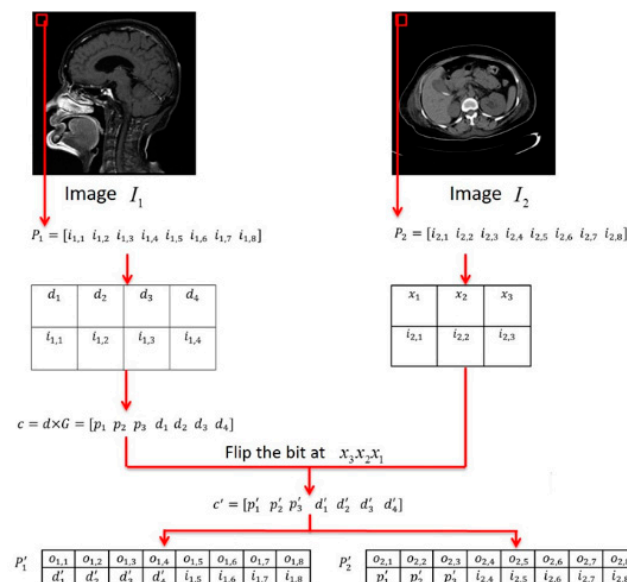 Image I₁
Image I₂
P₁ = [i₁,₁ i₁,₂ i₁,₃ i₁,₄ i₁,₅ i₁,₆ i₁,₇ i₁,₈]
P₂ = [i₂,₁ i₂,₂ i₂,₃ i₂,₄ i₂,₅ i₂,₆ i₂,₇ i₂,₈]
d₁ d₂ d₃ d₄
i₁,₁ i₁,₂ i₁,₃ i₁,₄
x₁ x₂ x₃
i₂,₁ i₂,₂ i₂,₃
c = d×G = [p₁ p₂ p₃ d₁ d₂ d₃ d₄]
Flip the bit at x₃x₂x₁
c′ = [p′₁ p′₂ p′₃ d′₁ d′₂ d′₃ d′₄]
P′₁ o₁,₁ o₁,₂ o₁,₃ o₁,₄ o₁,₅ o₁,₆ o₁,₇ o₁,₈
d′₁ d′₂ d′₃ d′₄ i₁,₅ i₁,₆ i₁,₇ i₁,₈
P′₂ o₂,₁ o₂,₂ o₂,₃ o₂,₄ o₂,₅ o₂,₆ o₂,₇
p′₁ p′₂ p′₃ i₂,₄ i₂,₅ i₂,₆ i₂,₇